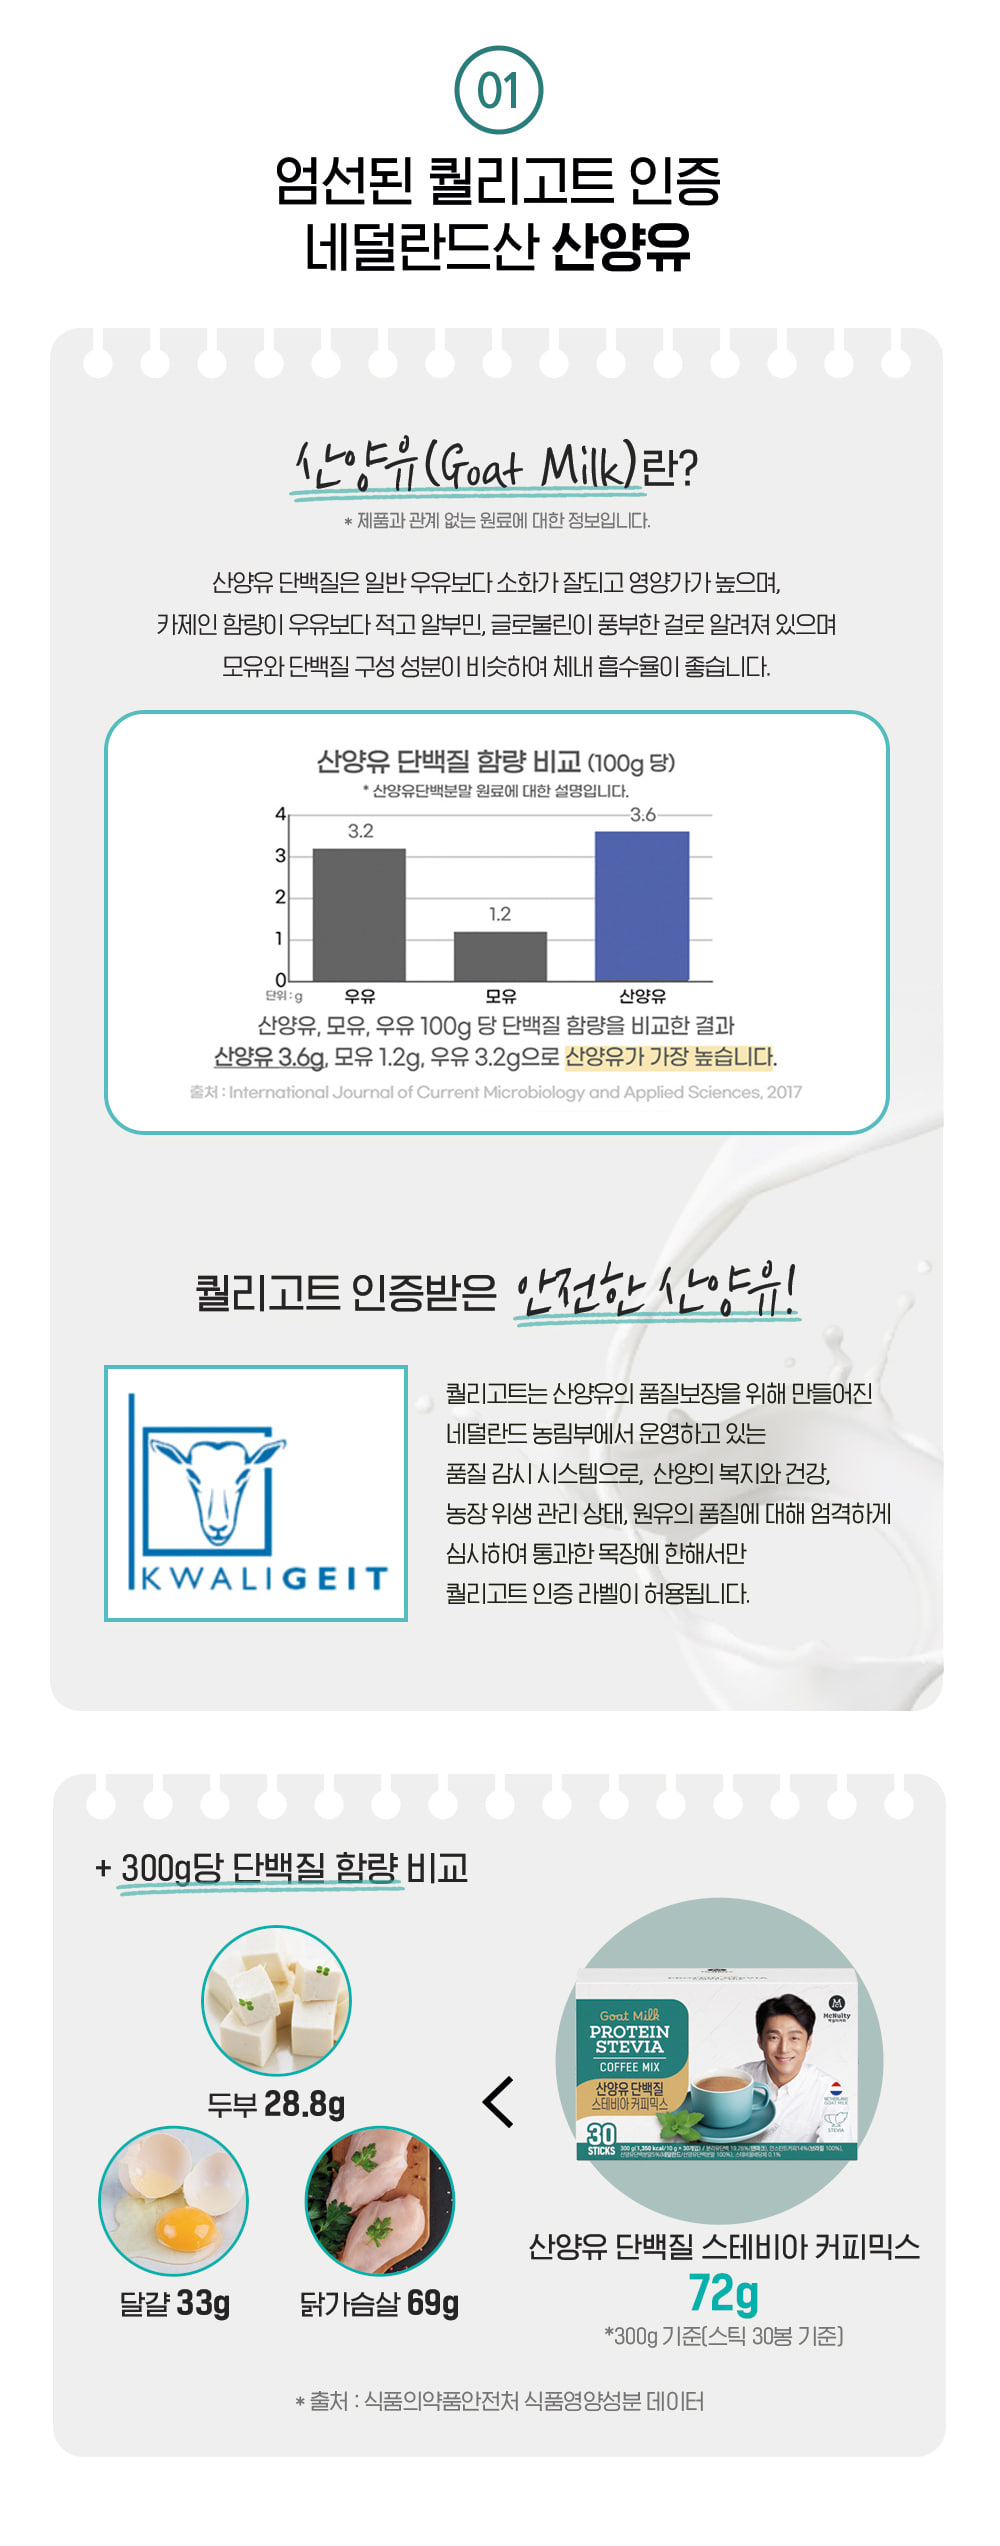 01
엄선된 퀄리고트 인증
네덜란드산 산양유
산양유(Goat Milk)란?
* 제품과 관계 없는 원료에 대한 정보입니다.
산양유 단백질은 일반 우유보다 소화가 잘되고 영양가가 높으며,
카제인 함량이 우유보다 적고 알부민, 글로불린이 풍부한 걸로 알려져 있으며
모유와 단백질 구성 성분이 비슷하여 체내 흡수율이 좋습니다.
산양유 단백질 함량 비교 (100g 당)
* 산양유단백분말 원료에 대한 설명입니다.
4
3
2
1
0
3.2
1.2
3.6
단위 : g
우유
모유
산양유
산양유, 모유, 우유 100g 당 단백질 함량을 비교한 결과
산양유 3.6g, 모유 1.2g, 우유 3.2g으로 산양유가 가장 높습니다.
출처 : International Journal of Current Microbiology and Applied Sciences, 2017
퀄리고트 인증받은 안전한 산양유!
KWALIGEIT
퀄리고트는 산양유의 품질보장을 위해 만들어진
네덜란드 농림부에서 운영하고 있는
품질 감시 시스템으로, 산양의 복지와 건강,
농장 위생 관리 상태, 원유의 품질에 대해 엄격하게
심사하여 통과한 목장에 한해서만
퀄리고트 인증 라벨이 허용됩니다.
+ 300g당 단백질 함량 비교
두부 28.8g
달걀 33g
닭가슴살 69g
<
Goat Milk
PROTEIN
STEVIA
COFFEE MIX
산양유 단백질
스테비아 커피믹스
30
STICKS
McNulty
NETHERLAND
GOAT MILK
STEVIA
산양유 단백질 스테비아 커피믹스
72g
*300g 기준(스틱 30봉 기준)
* 출처 : 식품의약품안전처 식품영양성분 데이터